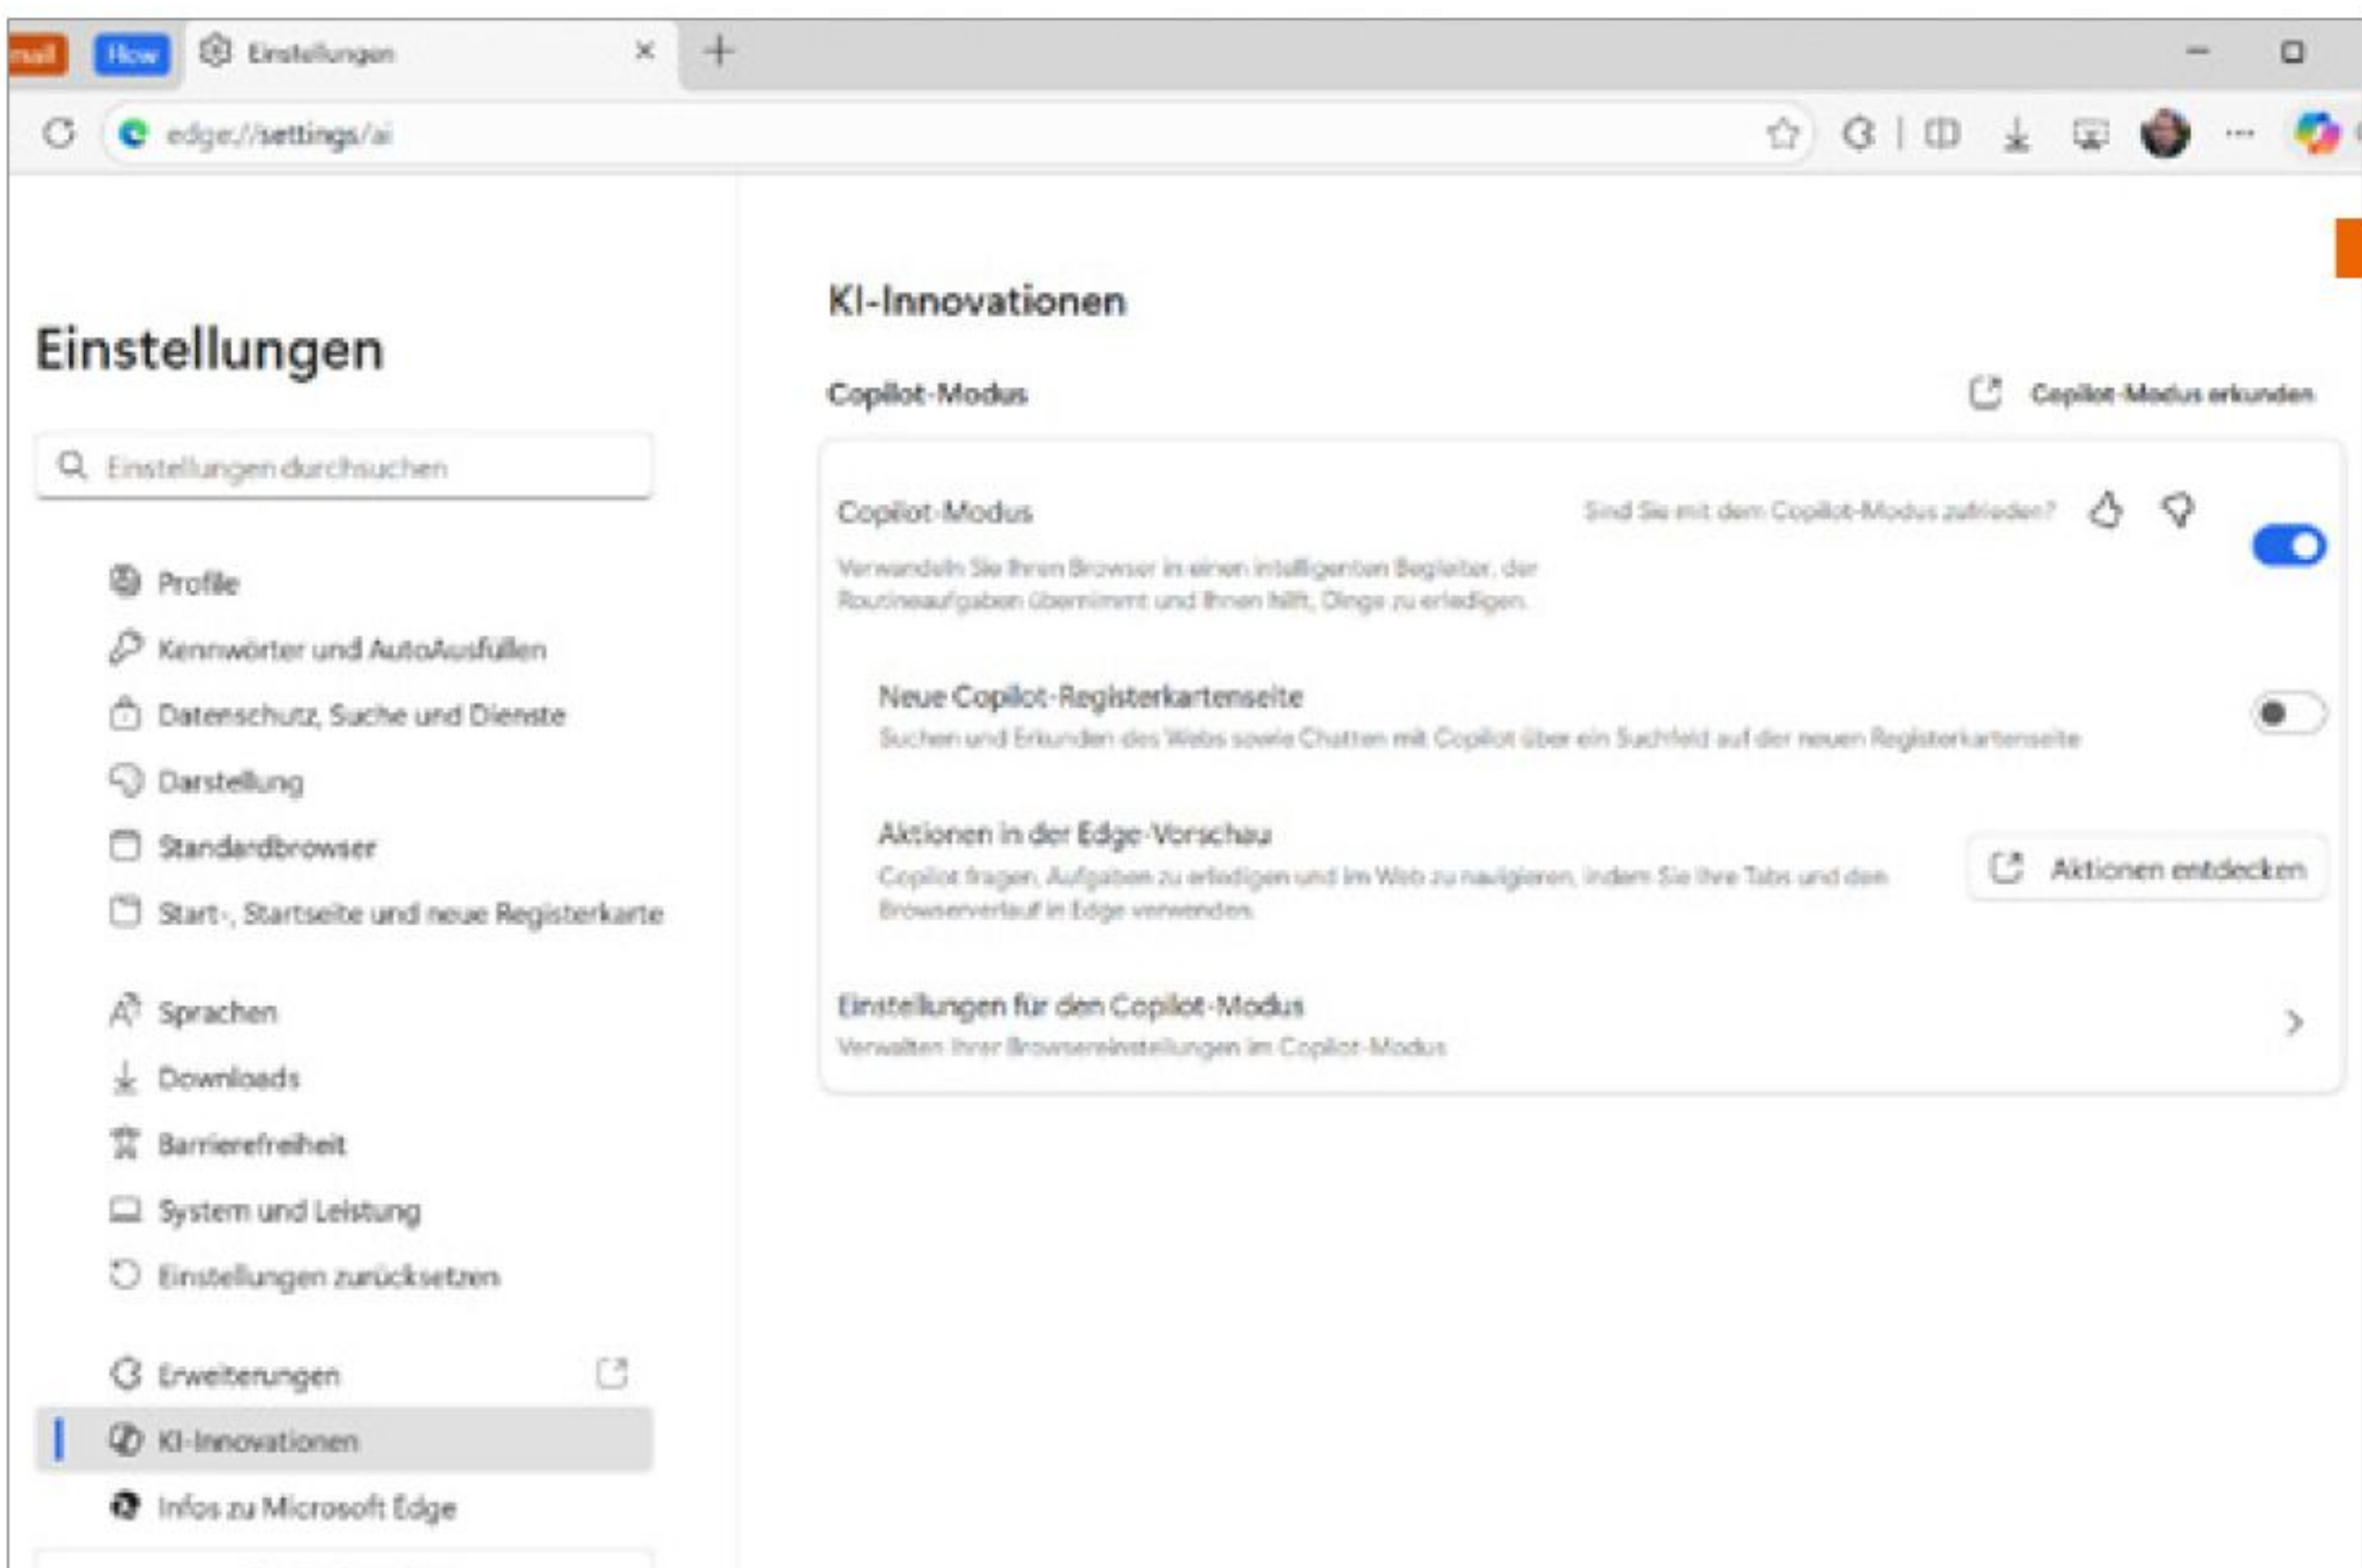 Flow
Einstellungen
edge://settings/ai
Einstellungen
Einstellungen durchsuchen
Profile
Kennwörter und AutoAusfüllen
Datenschutz, Suche und Dienste
Darstellung
Standardbrowser
Start-, Startseite und neue Registerkarte
Sprachen
Downloads
Barrierefreiheit
System und Leistung
Einstellungen zurücksetzen
Erweiterungen
KI-Innovationen
Infos zu Microsoft Edge
KI-Innovationen
Copilot-Modus
Copilot-Modus erkunden
Copilot-Modus
Sind Sie mit dem Copilot-Modus zufrieden?
Verwandeln Sie Ihren Browser in einen intelligenten Begleiter, der
Routineaufgaben übernimmt und Ihnen hilft, Dinge zu erledigen.
Neue Copilot-Registerkartenseite
Suchen und Erkunden des Webs sowie Chatten mit Copilot über ein Suchfeld auf der neuen Registerkartenseite
Aktionen in der Edge-Vorschau
Copilot fragen, Aufgaben zu erledigen und im Web zu navigieren, indem Sie Ihre Tabs und den
Browserverlauf in Edge verwenden.
Aktionen entdecken
Einstellungen für den Copilot-Modus
Verwalten Ihrer Browsereinstellungen im Copilot-Modus